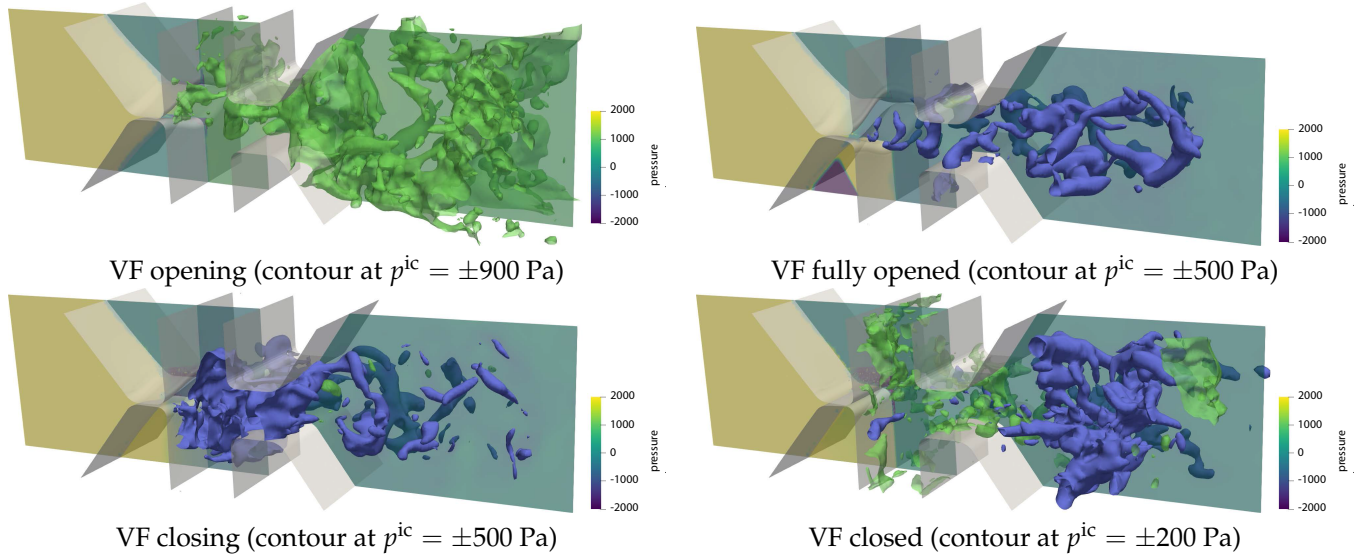 2000
1000
0
-1000
-2000
pressure
2000
1000
0
-1000
-2000
pressure
VF opening (contour at p^ic = ±900 Pa)
VF fully opened (contour at p^ic = ±500 Pa)
2000
1000
0
-1000
-2000
pressure
2000
1000
0
-1000
-2000
pressure
VF closing (contour at p^ic = ±500 Pa)
VF closed (contour at p^ic = ±200 Pa)